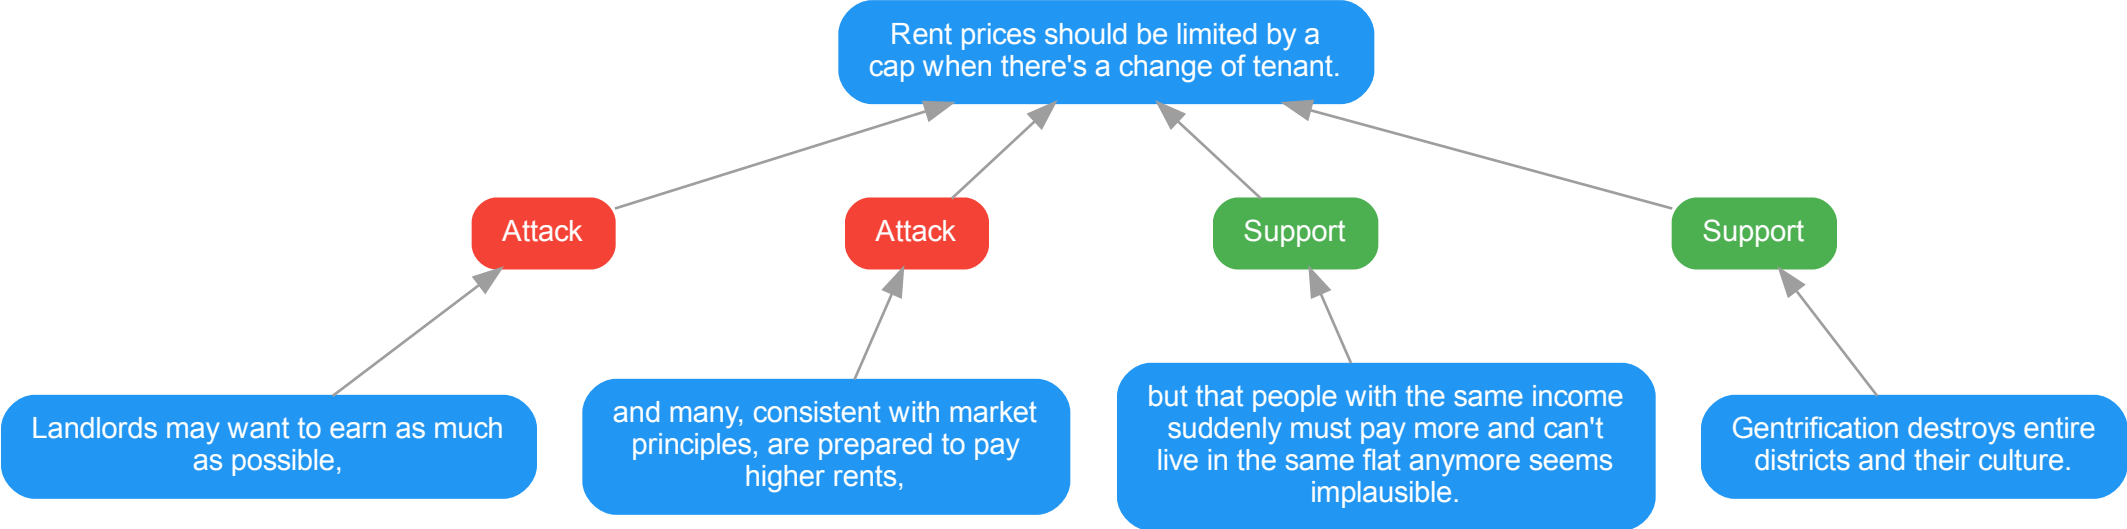 Rent prices should be limited by a
cap when there's a change of tenant.
Attack
Attack
Support
Support
Landlords may want to earn as much
as possible,
and many, consistent with market
principles, are prepared to pay
higher rents,
but that people with the same income
suddenly must pay more and can't
live in the same flat anymore seems
implausible.
Gentrification destroys entire
districts and their culture.